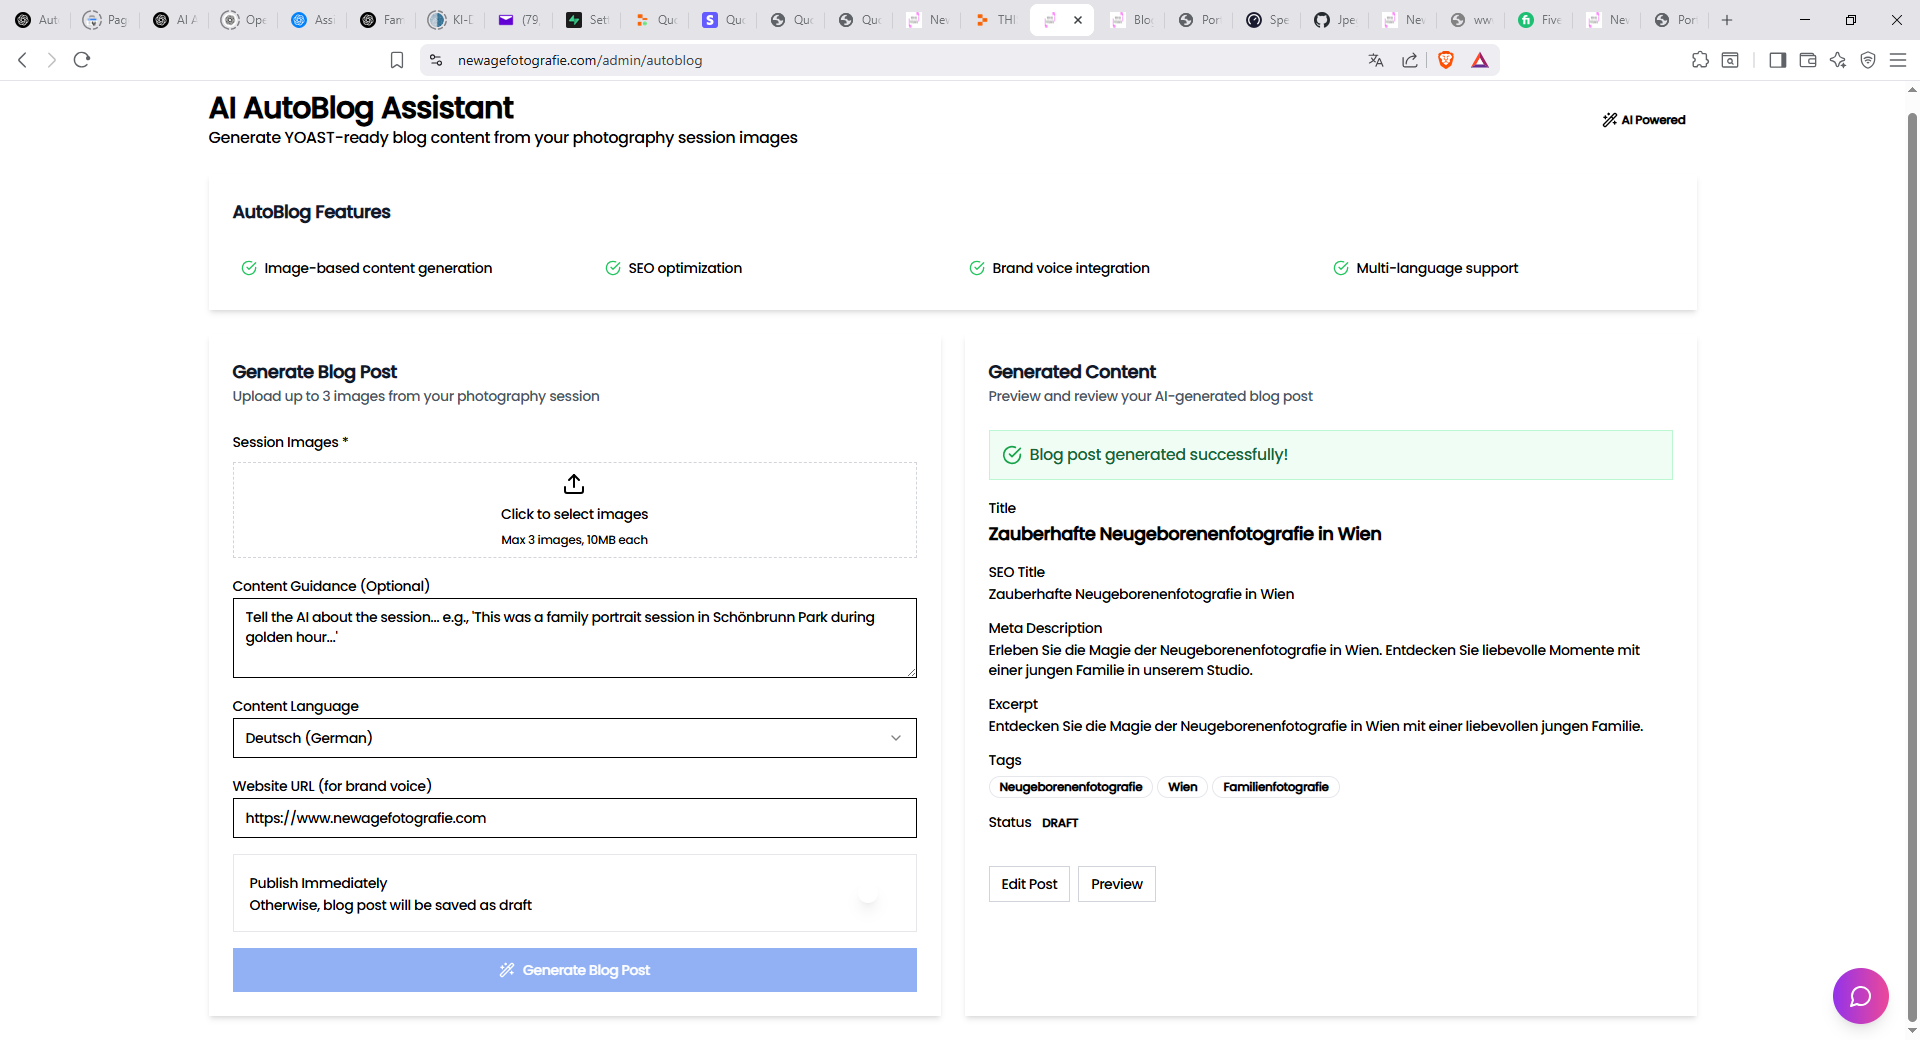 Pag
AI A
Ope
Assi
Fam
KI-D
(79,
Set
Quo
THI
Blo
Por
Spe
Jpe
Nev
ww
Five
Nev
Por
newagefotografie.com/admin/autoblog
AI AutoBlog Assistant
Generate YOAST-ready blog content from your photography session images
AI Powered
AutoBlog Features
Image-based content generation
SEO optimization
Brand voice integration
Multi-language support
Generate Blog Post
Upload up to 3 images from your photography session
Session Images *
Click to select images
Max 3 images, 10MB each
Content Guidance (Optional)
Tell the AI about the session... e.g., 'This was a family portrait session in Schönbrunn Park during
golden hour...'
Content Language
Deutsch (German)
Website URL (for brand voice)
https://www.newagefotografie.com
Publish Immediately
Otherwise, blog post will be saved as draft
Generate Blog Post
Generated Content
Preview and review your AI-generated blog post
Blog post generated successfully!
Title
Zauberhafte Neugeborenenfotografie in Wien
SEO Title
Zauberhafte Neugeborenenfotografie in Wien
Meta Description
Erleben Sie die Magie der Neugeborenenfotografie in Wien. Entdecken Sie liebevolle Momente mit
einer jungen Familie in unserem Studio.
Excerpt
Entdecken Sie die Magie der Neugeborenenfotografie in Wien mit einer liebevollen jungen Familie.
Tags
Neugeborenenfotografie
Wien
Familienfotografie
Status DRAFT
Edit Post
Preview